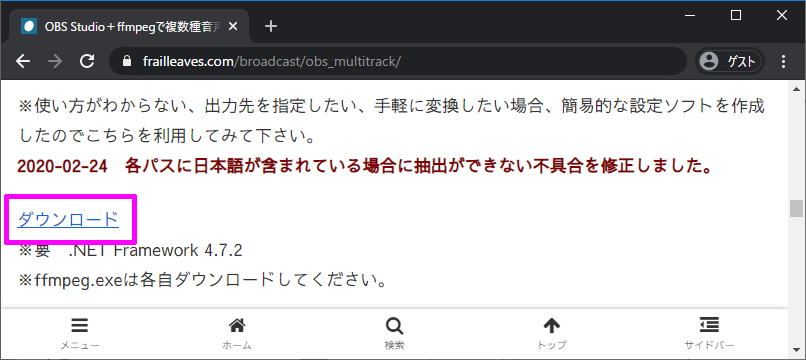 OBS Studio＋ffmpegで複数種音声
frailleaves.com/broadcast/obs_multitrack/
ゲスト
※使い方がわからない、出力先を指定したい、手軽に変換したい場合、簡易的な設定ソフトを作成
したのでこちらを利用してみて下さい。
2020-02-24　各パスに日本語が含まれている場合に抽出ができない不具合を修正しました。
ダウンロード
※要　.NET Framework 4.7.2
※ffmpeg.exeは各自ダウンロードしてください。
メニュー
ホーム
検索
トップ
サイドバー